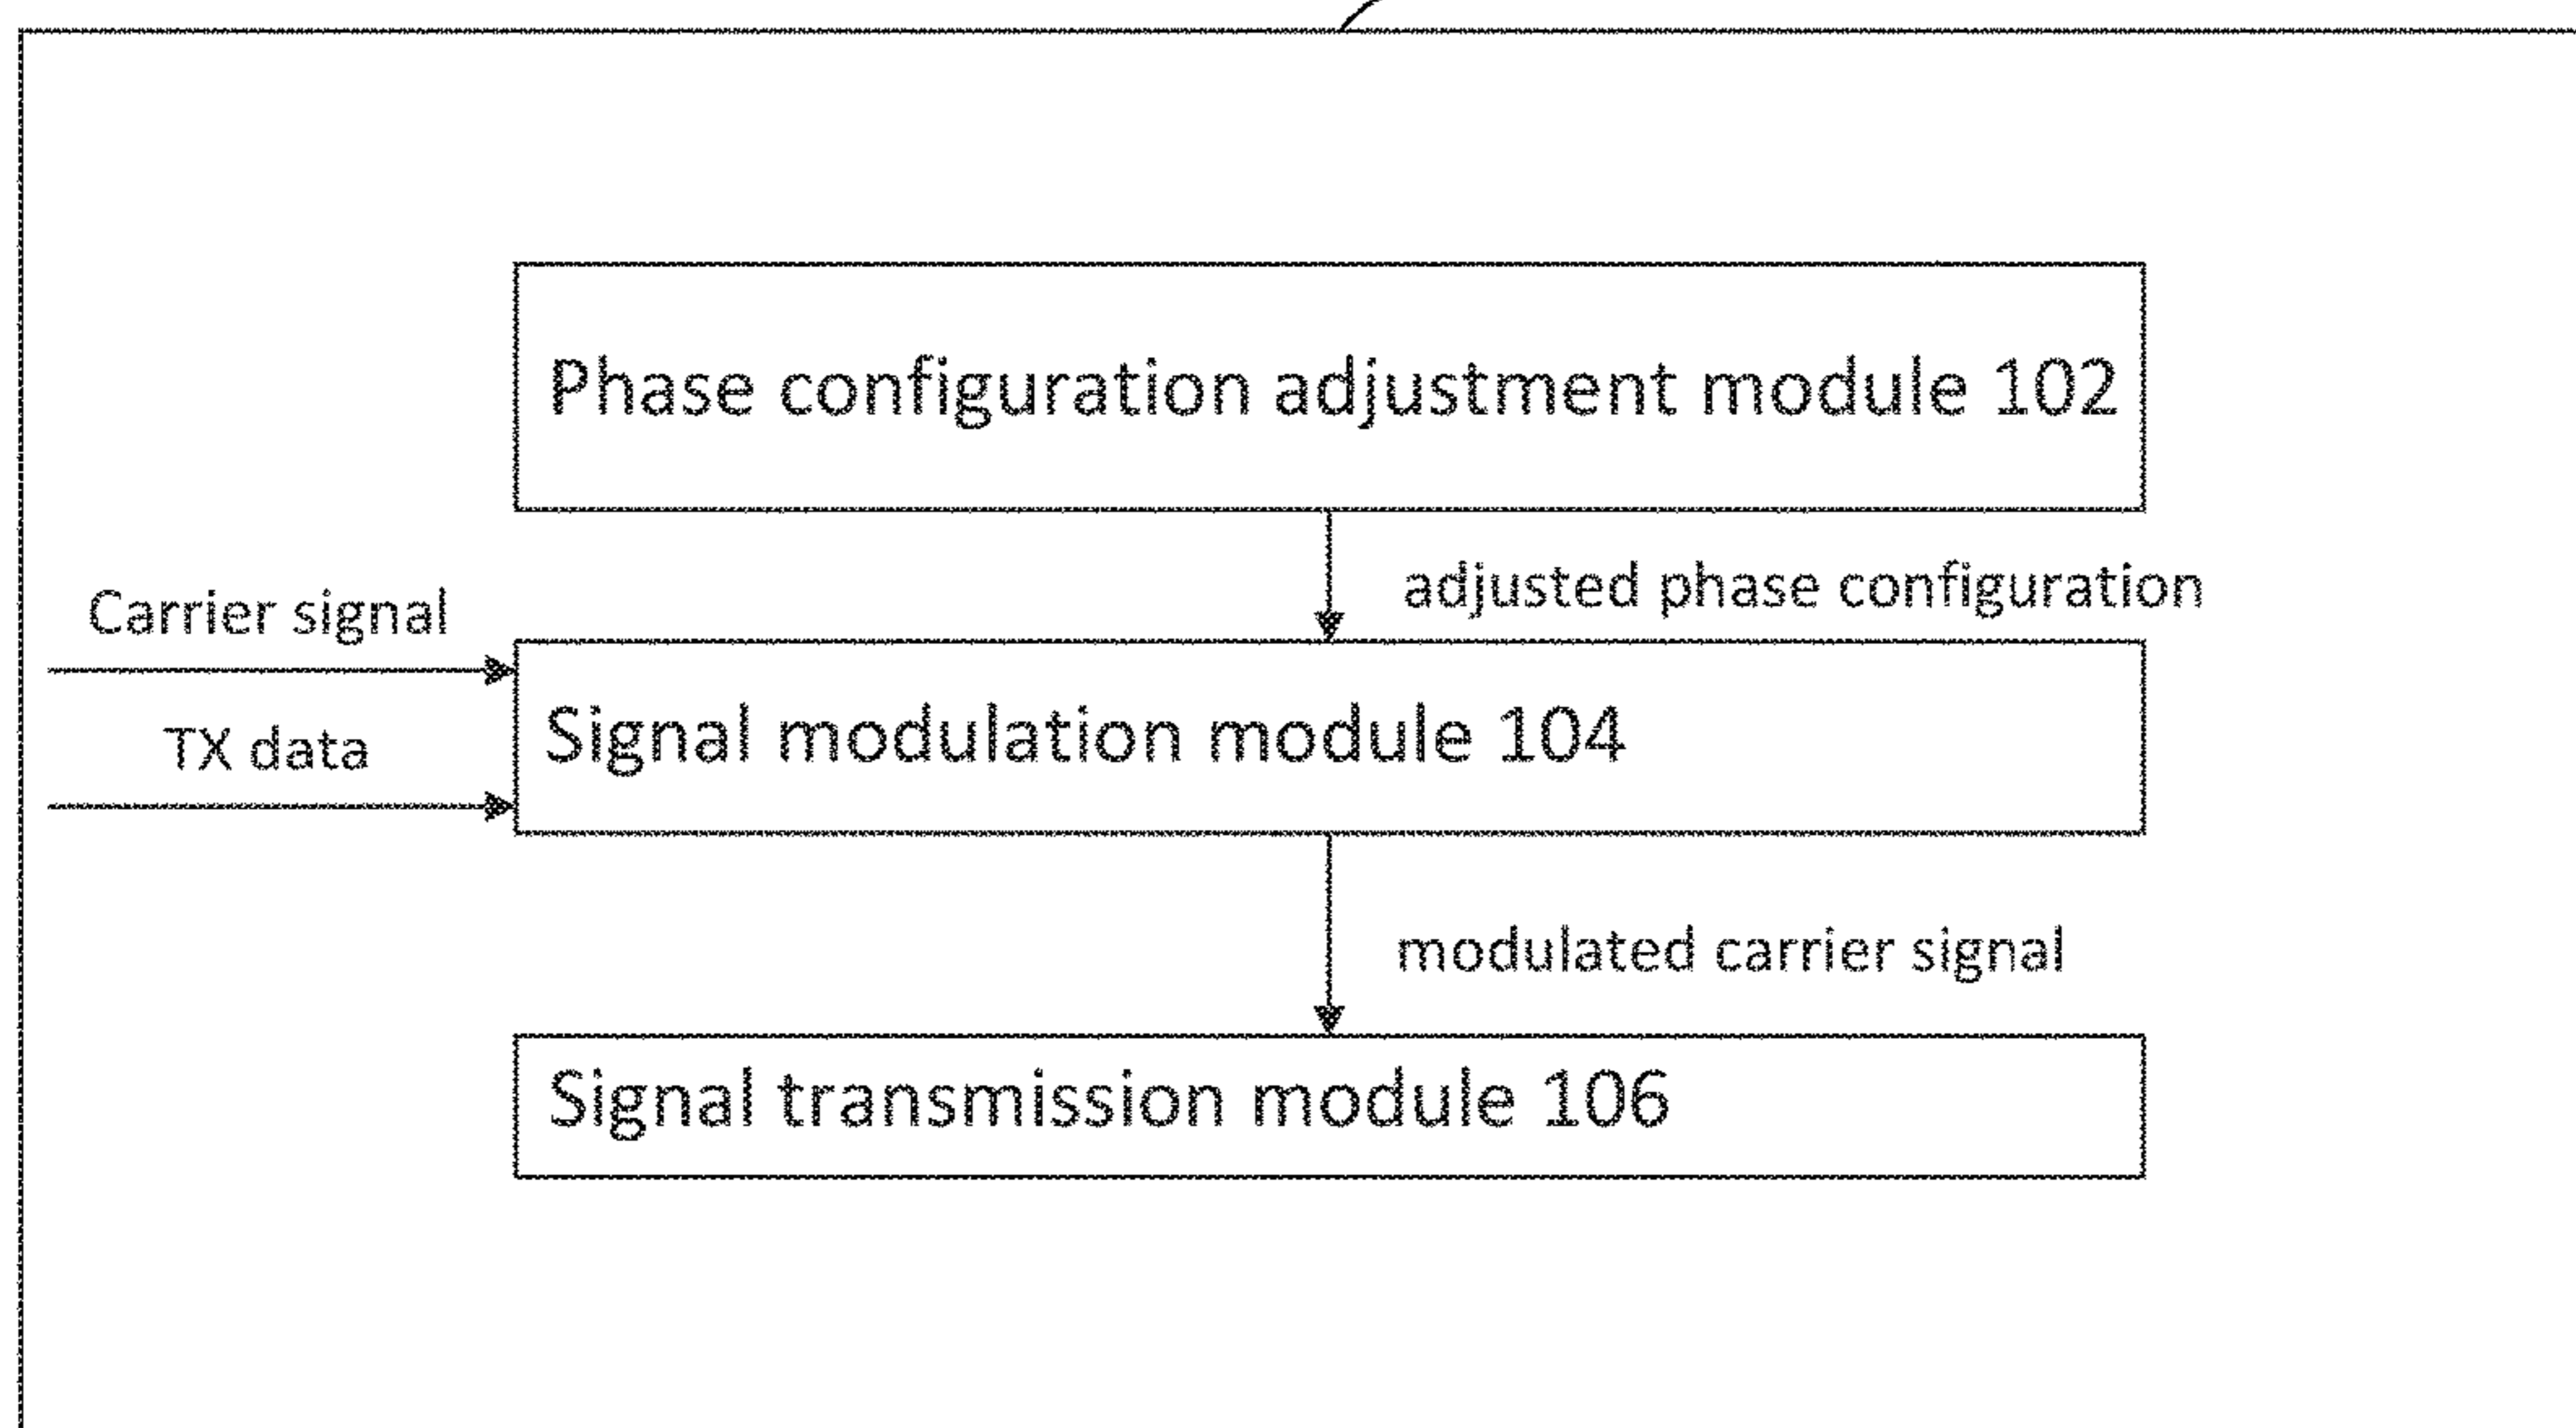 Phase configuration adjustment module 102
adjusted phase configuration
Carrier signal
Signal modulation module 104
TX data
modulated carrier signal
Signal transmission module 106